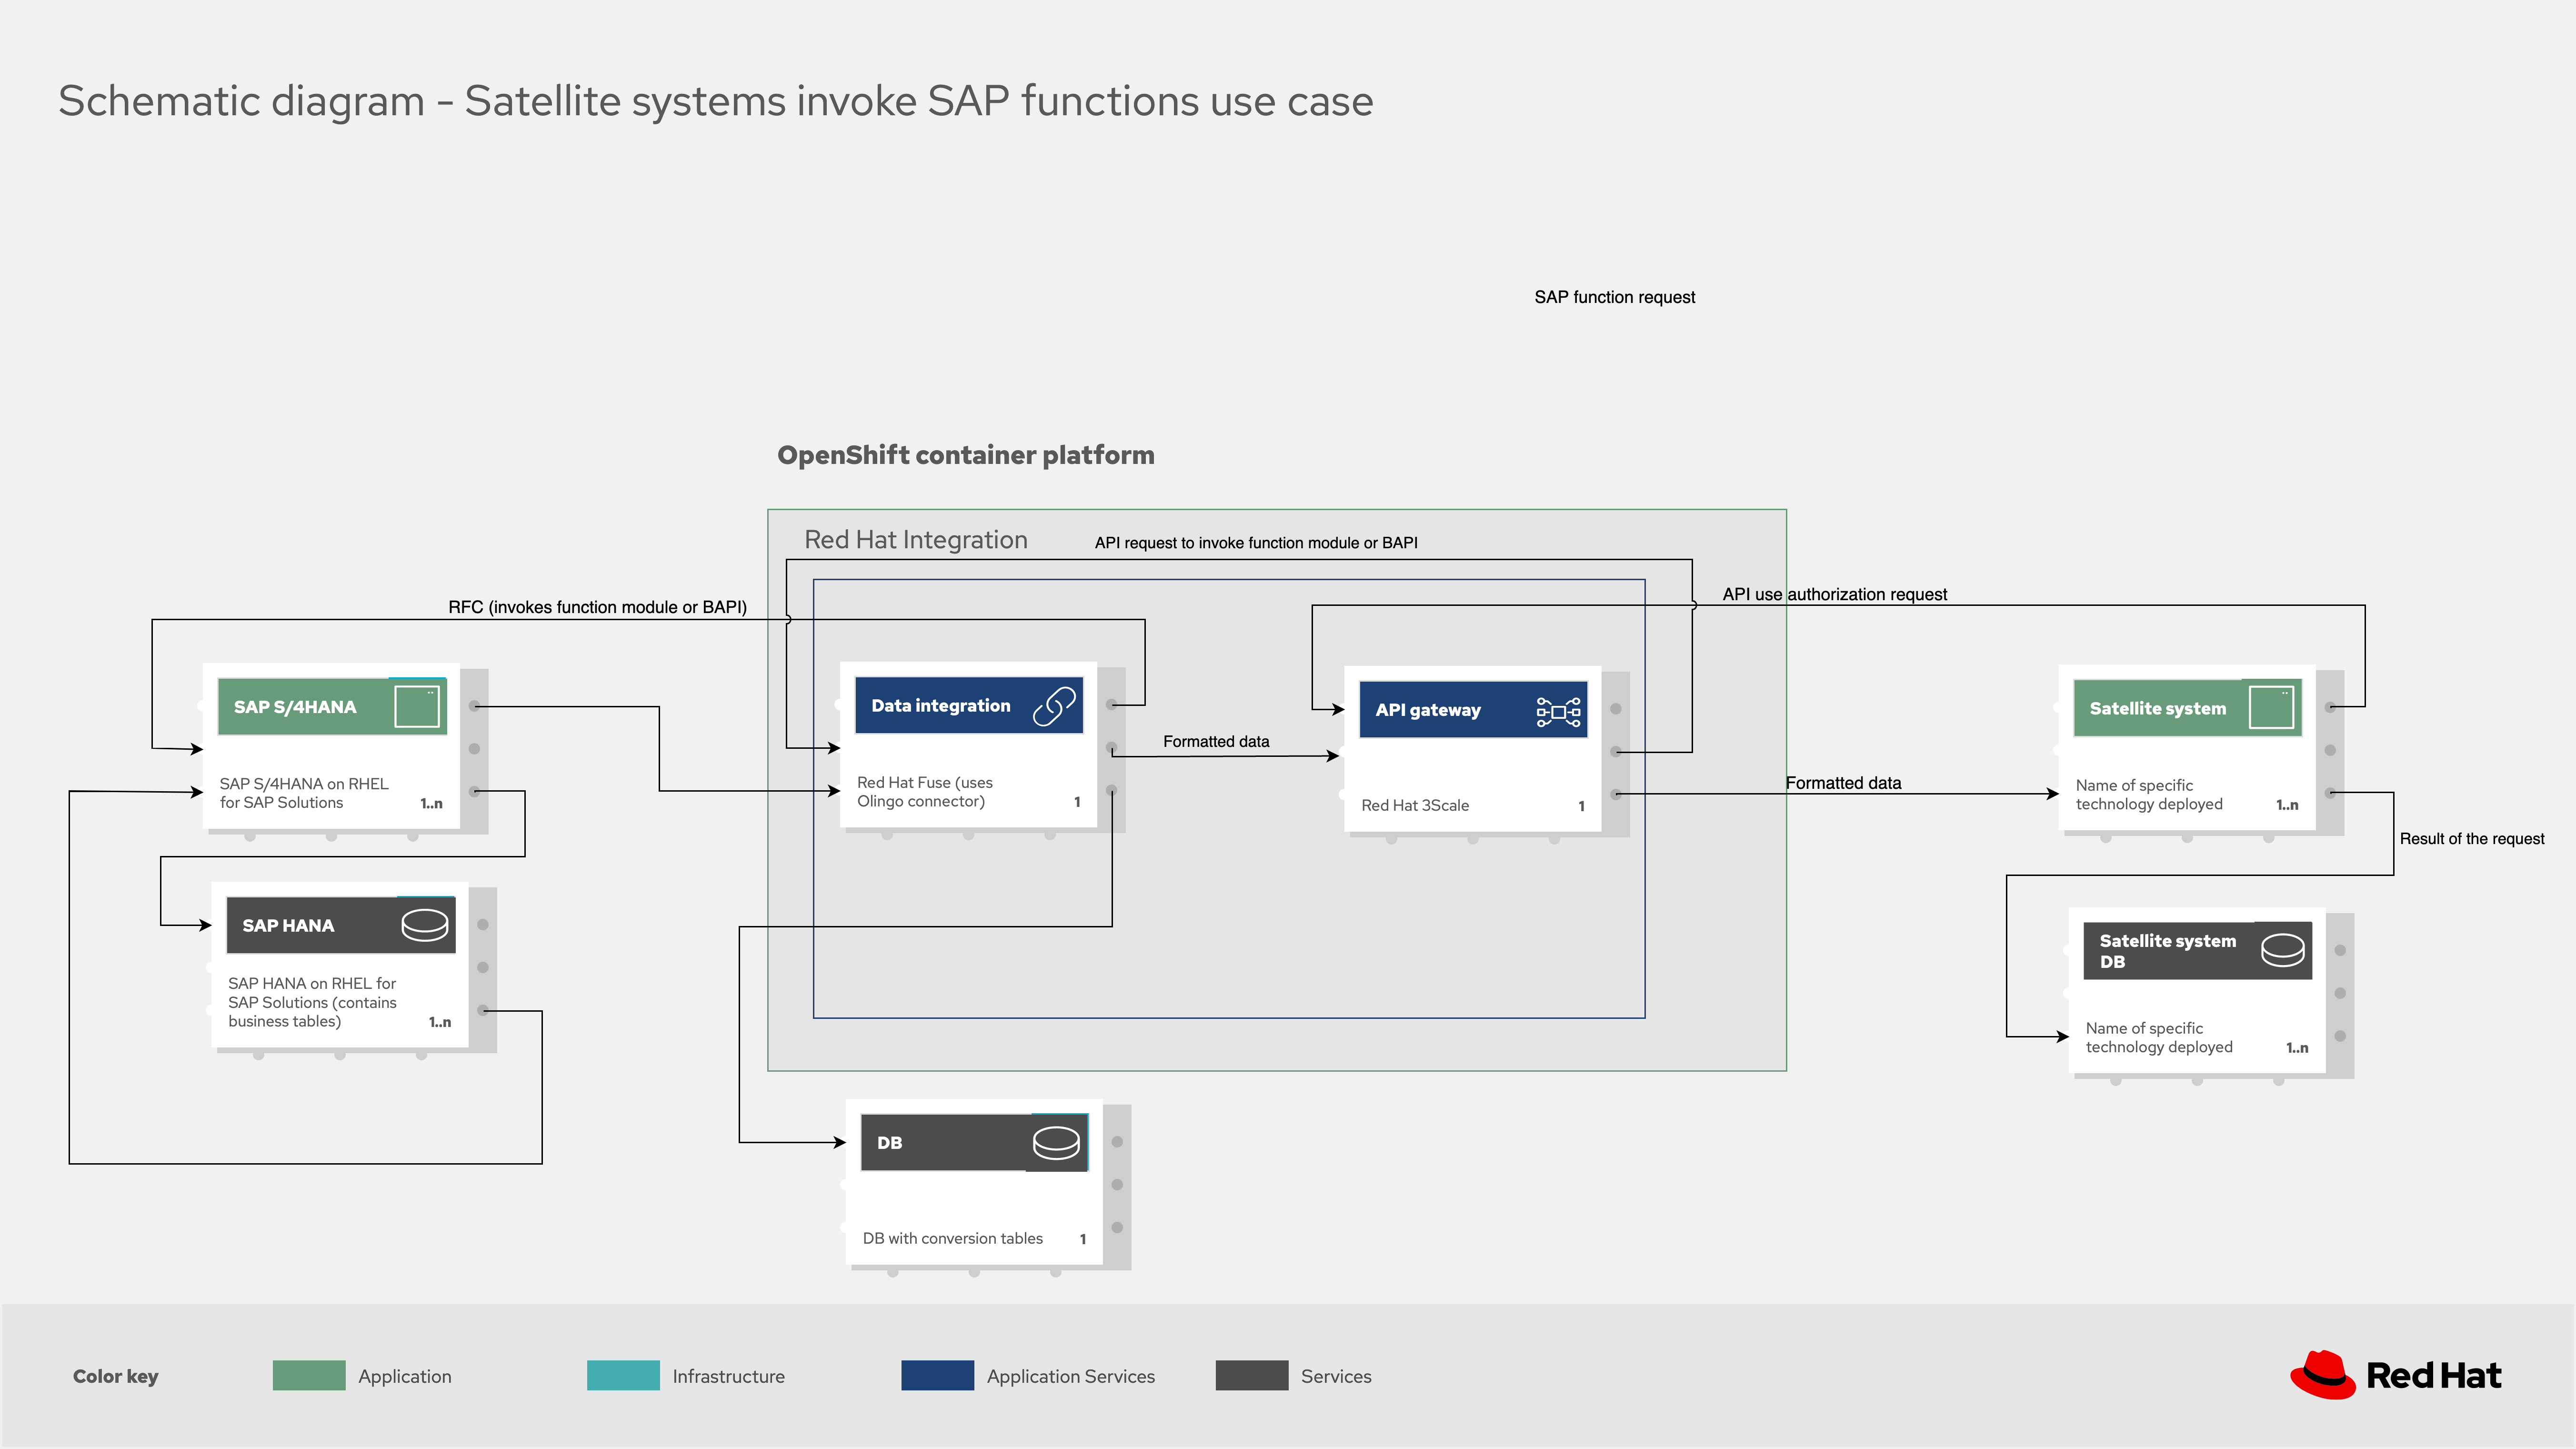 Schematic diagram - Satellite systems invoke SAP functions use case
SAP function request
OpenShift container platform
Red Hat Integration
API request to invoke function module or BAPI
RFC (invokes function module or BAPI)
API use authorization request
SAP S/4HANA
SAP S/4HANA on RHEL
for SAP Solutions
1..n
Data integration
Red Hat Fuse (uses
Olingo connector)
1
Formatted data
API gateway
Red Hat 3Scale
1
Formatted data
Satellite system
Name of specific
technology deployed
1..n
Result of the request
SAP HANA
SAP HANA on RHEL for
SAP Solutions (contains
business tables)
1..n
Satellite system
DB
Name of specific
technology deployed
1..n
DB
DB with conversion tables
1
Color key
Application
Infrastructure
Application Services
Services
Red Hat